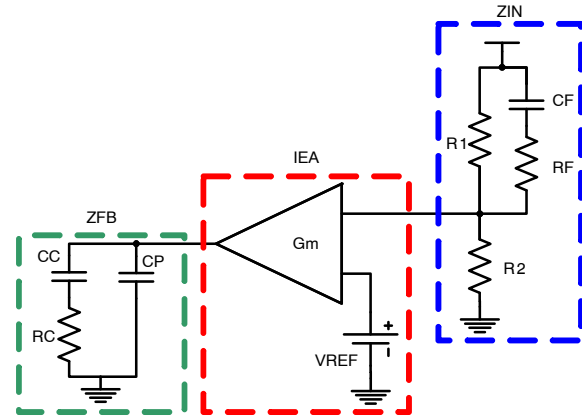 ZIN
CF
R1
RF
IEA
ZFB
Gm
CC
CP
R2
RC
VREF
+
-